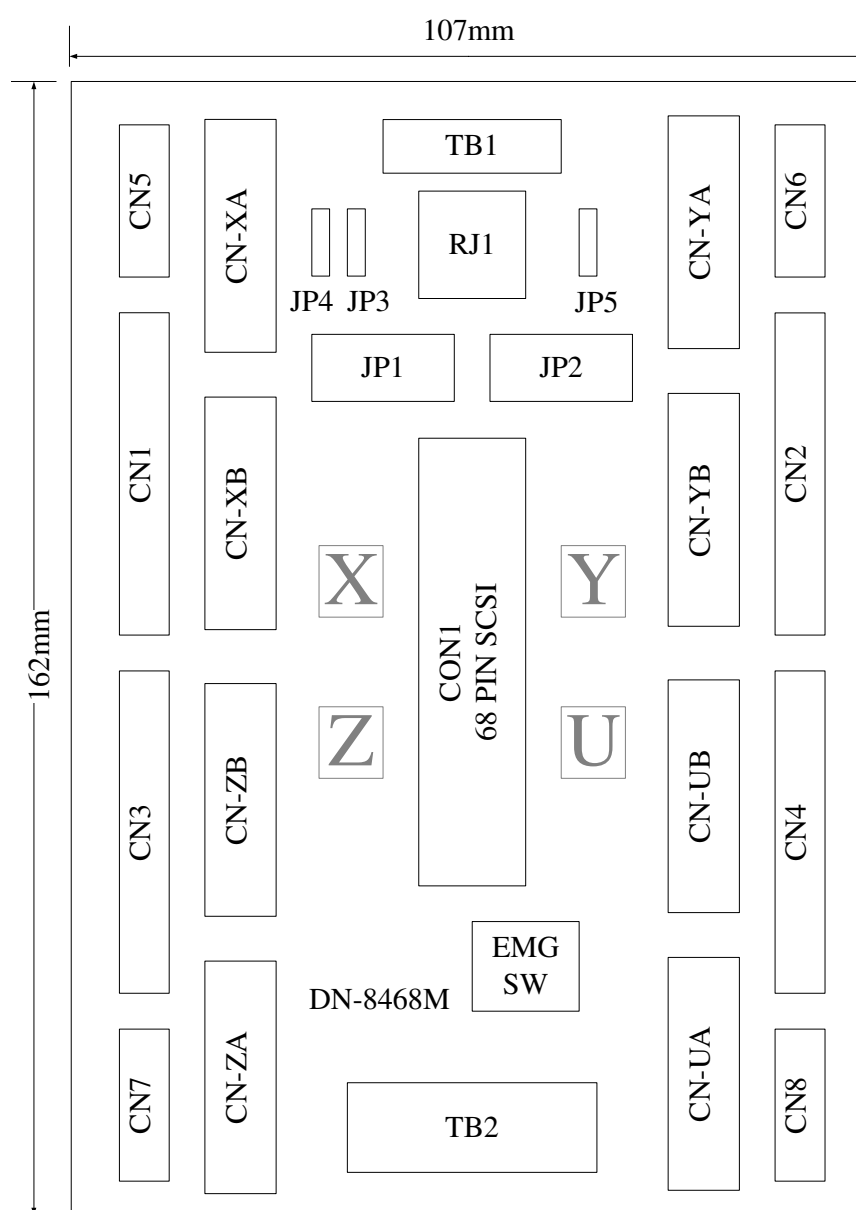 107mm
TB1
CN5
CN-XA
CN-YA
CN6
RJ1
JP4
JP3
JP5
JP1
JP2
CN1
CN-XB
CN-YB
CN2
X
Y
162mm
CON1
68 PIN SCSI
Z
U
CN3
CN-ZB
CN-UB
CN4
EMG
SW
DN-8468M
CN7
CN-ZA
CN-UA
CN8
TB2